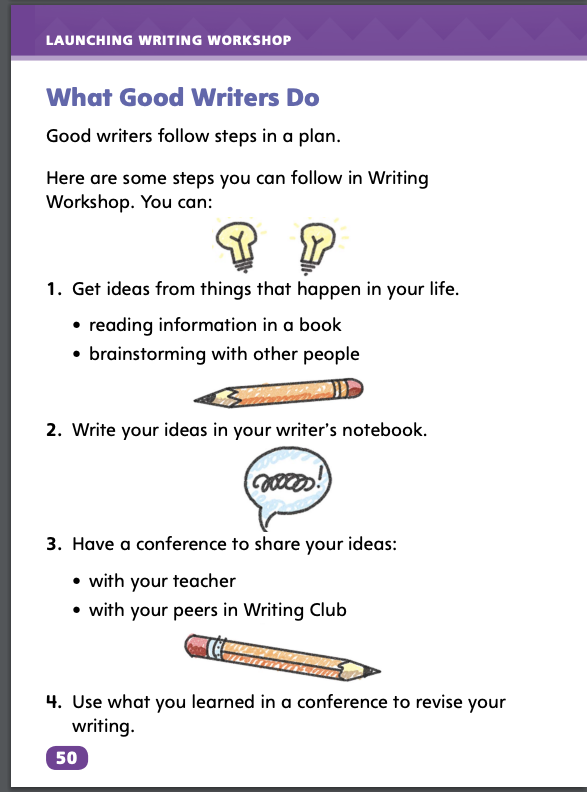 LAUNCHING WRITING WORKSHOP
What Good Writers Do
Good writers follow steps in a plan.
Here are some steps you can follow in Writing
Workshop. You can:
1. Get ideas from things that happen in your life.
• reading information in a book
• brainstorming with other people
2. Write your ideas in your writer's notebook.
3. Have a conference to share your ideas:
• with your teacher
• with your peers in Writing Club
4. Use what you learned in a conference to revise your
writing.
50